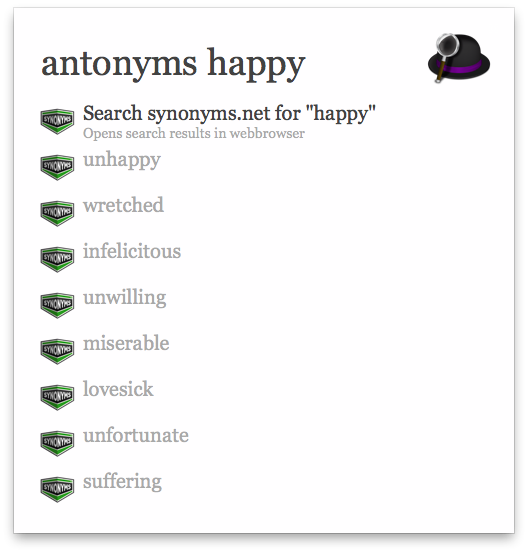 antonyms happy
Search synonyms.net for "happy"
Opens search results in webbrowser
SYNONYMS
unhappy
SYNONYMS
wretched
SYNONYMS
infelicitous
SYNONYMS
unwilling
SYNONYMS
miserable
SYNONYMS
lovesick
SYNONYMS
unfortunate
SYNONYMS
suffering
SYNONYMS